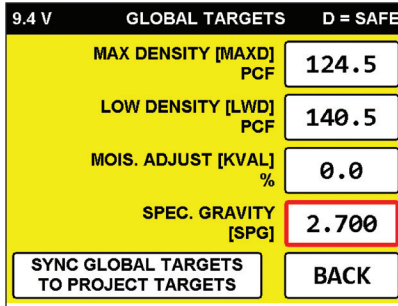 9.4 V GLOBAL TARGETS D = SAFE
MAX DENSITY [MAXD]
PCF
124.5
LOW DENSITY [LWD]
PCF
140.5
MOIS. ADJUST [KVAL]
%
0.0
SPEC. GRAVITY
[SPG]
2.700
SYNC GLOBAL TARGETS
TO PROJECT TARGETS
BACK